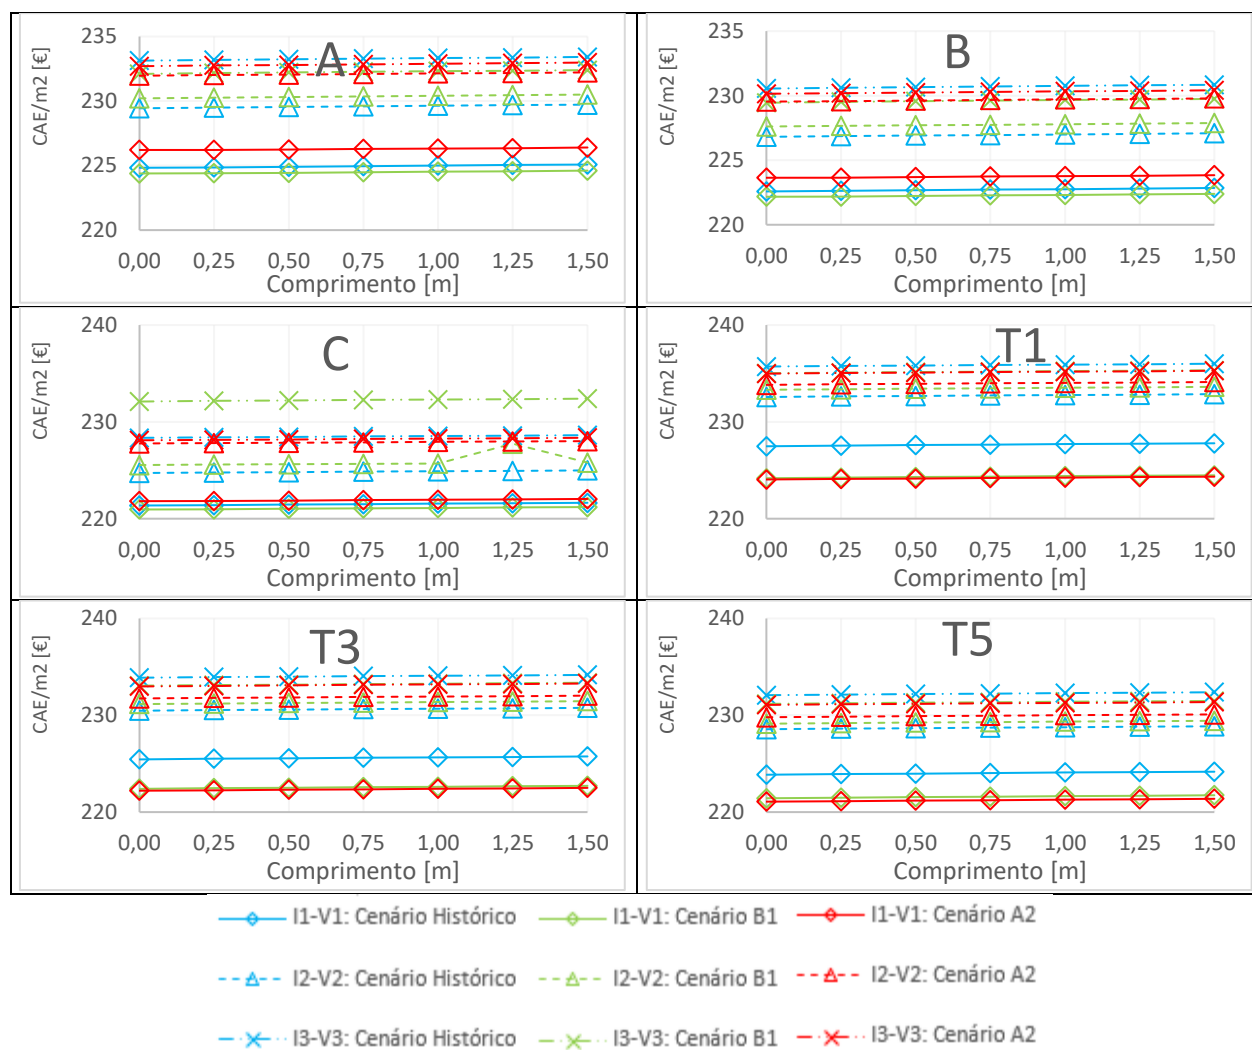 A
CAE/m2 [€]
235
230
225
220
0,00 0,25 0,50 0,75 1,00 1,25 1,50
Comprimento [m]
B
CAE/m2 [€]
235
230
225
220
0,00 0,25 0,50 0,75 1,00 1,25 1,50
Comprimento [m]
C
CAE/m2 [€]
240
230
220
0,00 0,25 0,50 0,75 1,00 1,25 1,50
Comprimento [m]
T1
CAE/m2 [€]
240
230
220
0,00 0,25 0,50 0,75 1,00 1,25 1,50
Comprimento [m]
T3
CAE/m2 [€]
240
230
220
0,00 0,25 0,50 0,75 1,00 1,25 1,50
Comprimento [m]
T5
CAE/m2 [€]
240
230
220
0,00 0,25 0,50 0,75 1,00 1,25 1,50
Comprimento [m]
I1-V1: Cenário Histórico I1-V1: Cenário B1 I1-V1: Cenário A2
I2-V2: Cenário Histórico I2-V2: Cenário B1 I2-V2: Cenário A2
I3-V3: Cenário Histórico I3-V3: Cenário B1 I3-V3: Cenário A2